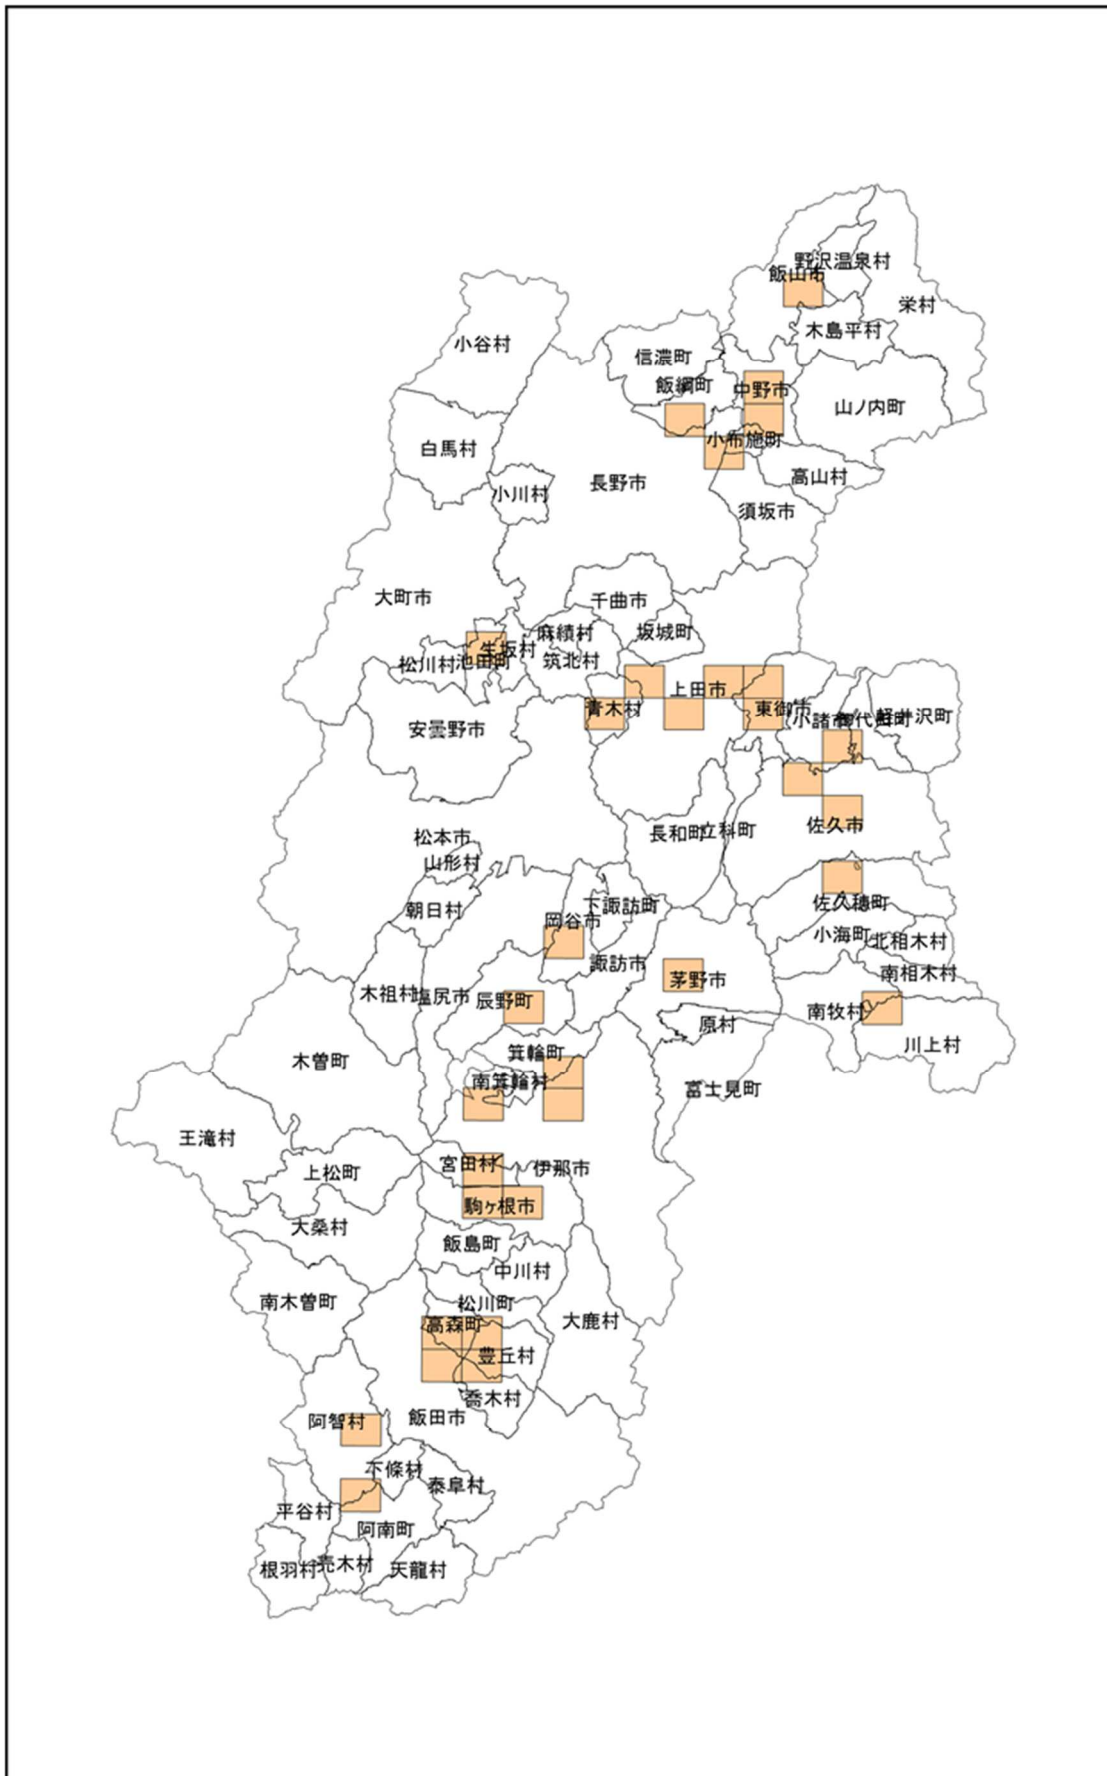 野沢温泉村
飯山市
栄村
木島平村
小谷村
信濃町
飯綱町
中野市
山ノ内町
小布施町
白馬村
高山村
長野市
小川村
須坂市
大町市
千曲市
麻績村
坂城町
生坂村
松川村
池田町
筑北村
上田市
青木村
東御市
小諸市
御代田町
軽井沢町
安曇野市
松本市
長和町
立科町
佐久市
山形村
朝日村
下諏訪町
岡谷市
佐久穂町
小海町
北相木村
諏訪市
茅野市
南相木村
木祖村
塩尻市
辰野町
南牧村
原村
川上村
箕輪町
木曽町
南箕輪村
富士見町
王滝村
上松町
宮田村
伊那市
駒ヶ根市
大桑村
飯島町
中川村
南木曽町
松川町
大鹿村
高森町
豊丘村
喬木村
阿智村
飯田市
下條村
泰阜村
平谷村
阿南町
根羽村
売木村
天龍村